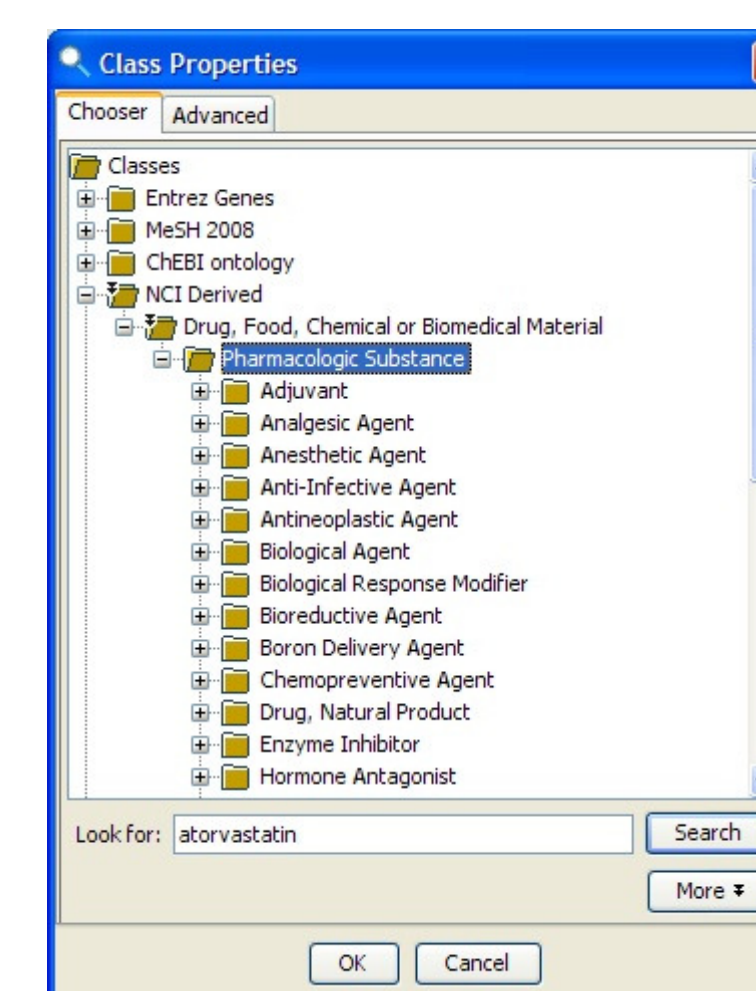 Class Properties
Chooser Advanced
Classes
Entrez Genes
MeSH 2008
ChEBI ontology
NCI Derived
Drug, Food, Chemical or Biomedical Material
Pharmacologic Substance
Adjuvant
Analgesic Agent
Anesthetic Agent
Anti-Infective Agent
Antineoplastic Agent
Biological Agent
Biological Response Modifier
Bioreductive Agent
Boron Delivery Agent
Chemopreventive Agent
Drug, Natural Product
Enzyme Inhibitor
Hormone Antagonist
Look for: atorvastatin Search
More
OK Cancel